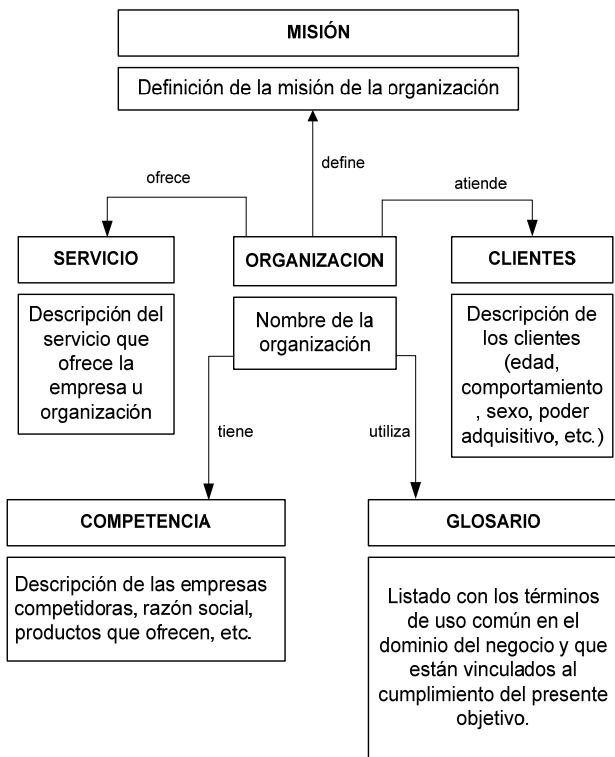 MISIÓN
Definición de la misión de la organización
define
ofrece
atiende
SERVICIO
ORGANIZACION
CLIENTES
Descripción del
servicio que
ofrece la
empresa u
organización
Nombre de la
organización
Descripción de
los clientes
(edad,
comportamiento
, sexo, poder
adquisitivo, etc.)
tiene
utiliza
COMPETENCIA
GLOSARIO
Descripción de las empresas
competidoras, razón social,
productos que ofrecen, etc.
Listado con los términos
de uso común en el
dominio del negocio y que
están vinculados al
cumplimiento del presente
objetivo.